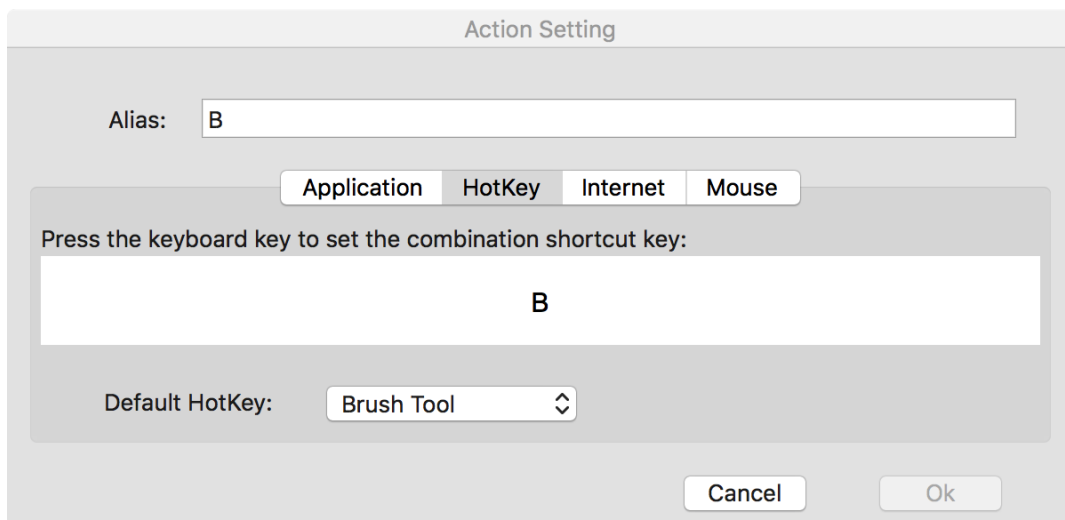 Action Setting
Alias: B
Application HotKey Internet Mouse
Press the keyboard key to set the combination shortcut key:
B
Default HotKey: Brush Tool
Cancel Ok